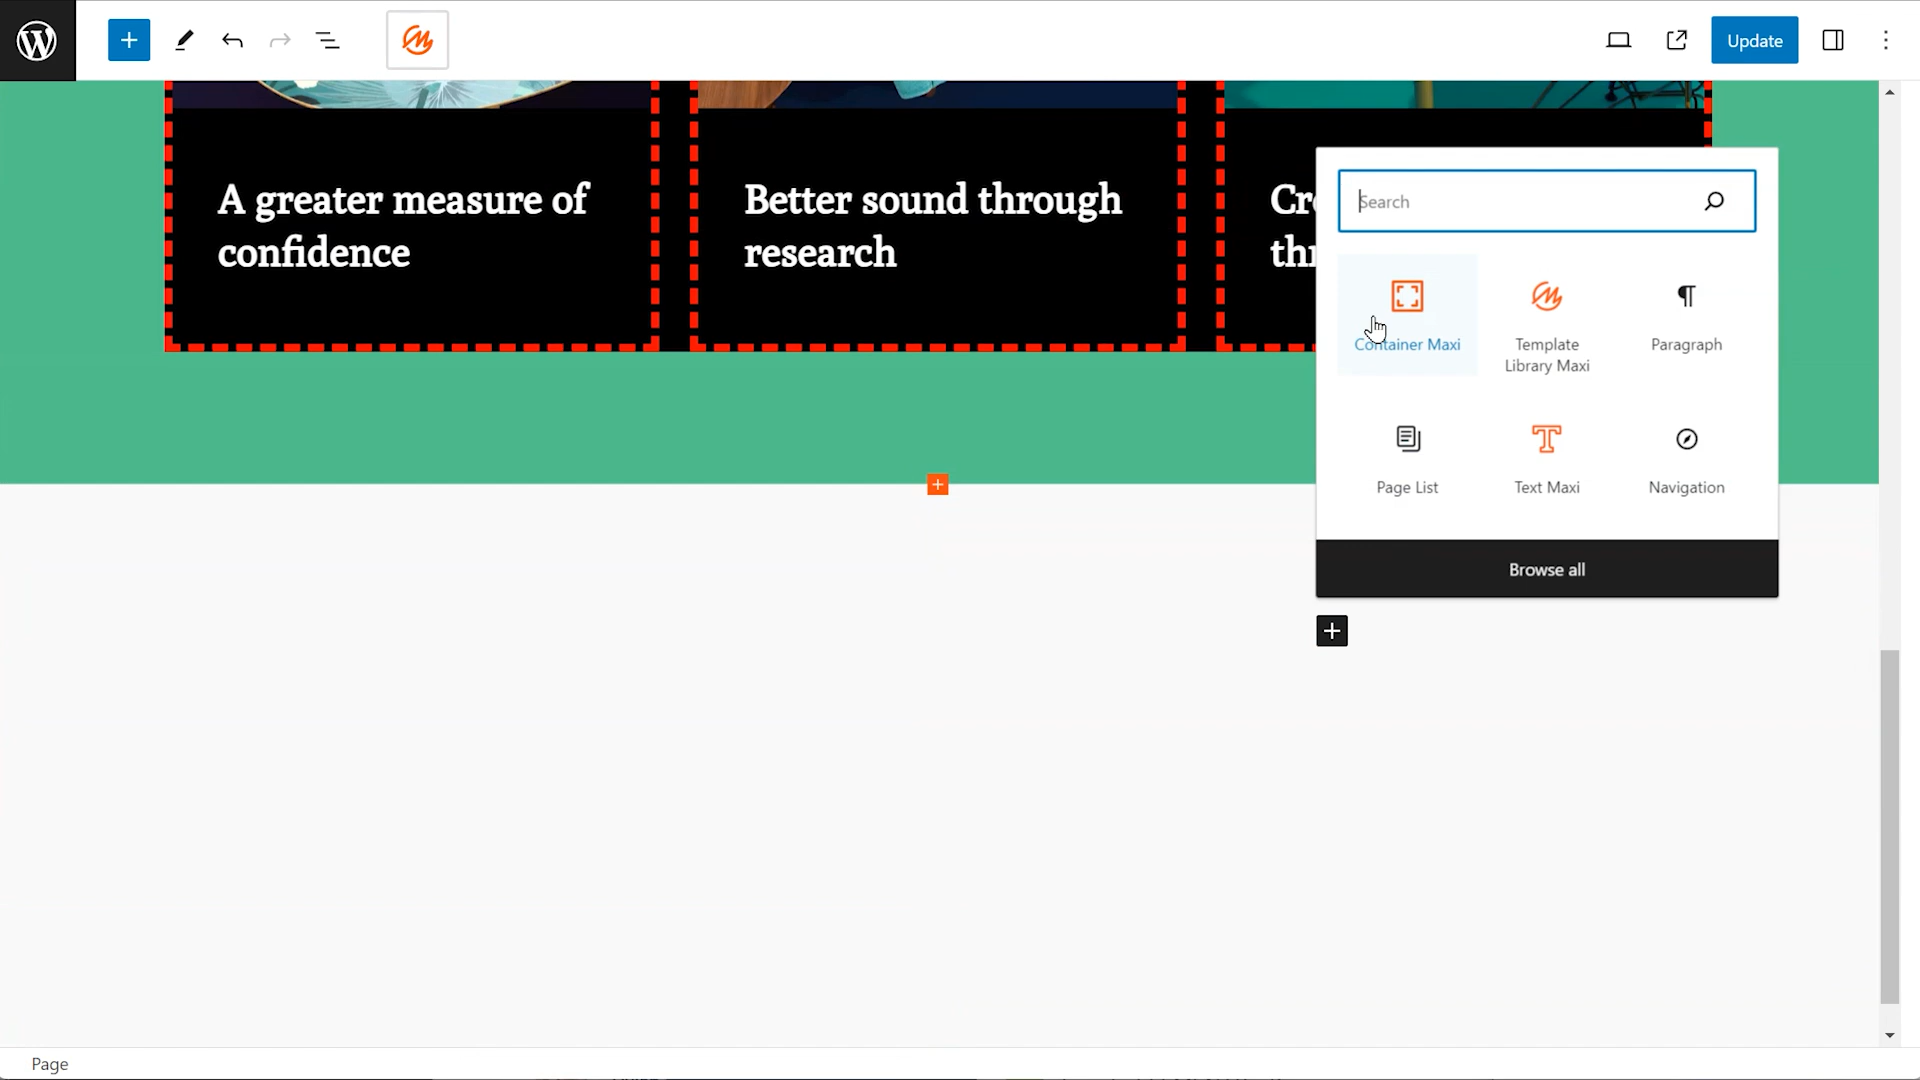 Update
A greater measure of
confidence
Better sound through
research
Search
Container Maxi
Template
Library Maxi
Paragraph
Page List
Text Maxi
Navigation
Browse all
Page